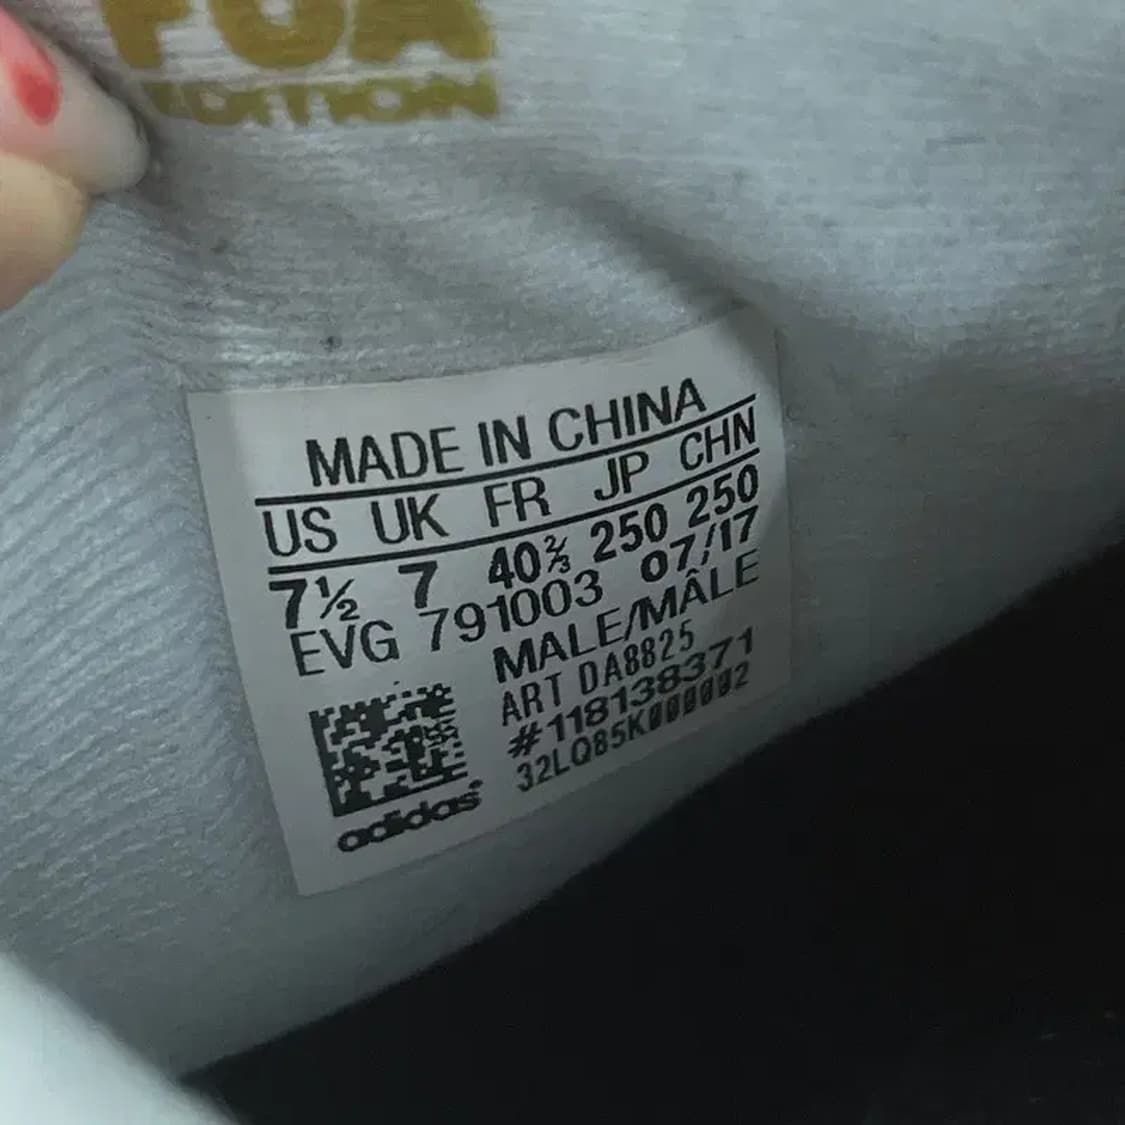 EDITION
MADE IN CHINA
US UK FR JP CHN
7½ 7 40⅔ 250 250
EVG 791003 07/17
MALE/MÂLE
ART DA8825
#118138371
32LQ85K000002
adidas